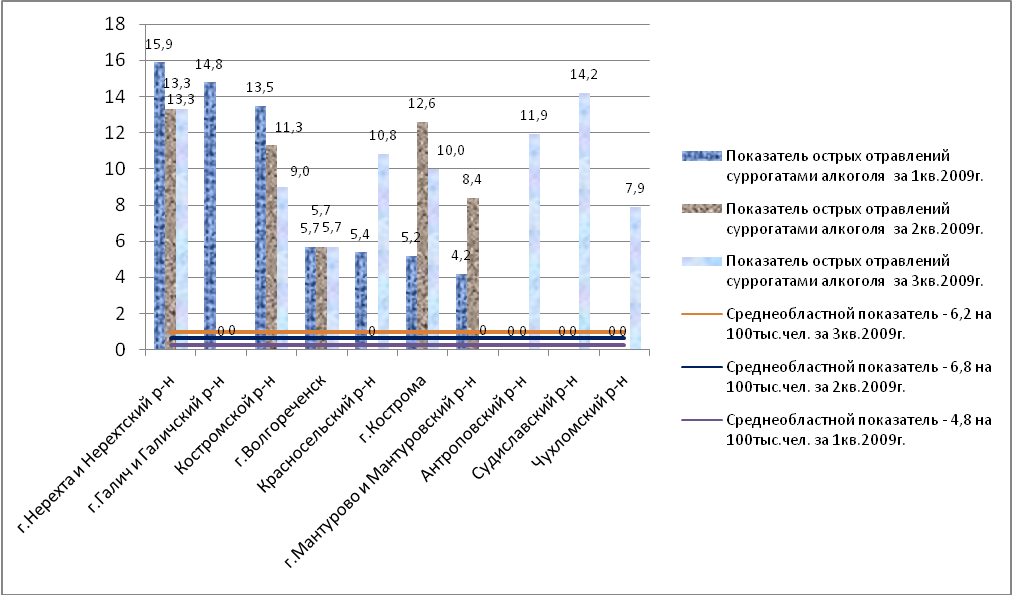 18
16
14
12
10
8
6
4
2
0
15,9
13,3
13,3
14,8
0
0
13,5
11,3
9,0
5,7
5,7
5,7
5,4
0
10,8
5,2
12,6
10,0
4,2
8,4
0
0
0
11,9
0
0
14,2
0
0
7,9
г.Нерехта и Нерехтский р-н
г.Галич и Галичский р-н
Костромской р-н
г.Волгореченск
Красносельский р-н
г.Кострома
г.Мантурово и Мантуровский р-н
Антроповский р-н
Судиславский р-н
Чухломский р-н
Показатель острых отравлений
суррогатами алкоголя за 1кв.2009г.
Показатель острых отравлений
суррогатами алкоголя за 2кв.2009г.
Показатель острых отравлений
суррогатами алкоголя за 3кв.2009г.
Среднеобластной показатель - 6,2 на
100тыс.чел. за 3кв.2009г.
Среднеобластной показатель - 6,8 на
100тыс.чел. за 2кв.2009г.
Среднеобластной показатель - 4,8 на
100тыс.чел. за 1кв.2009г.